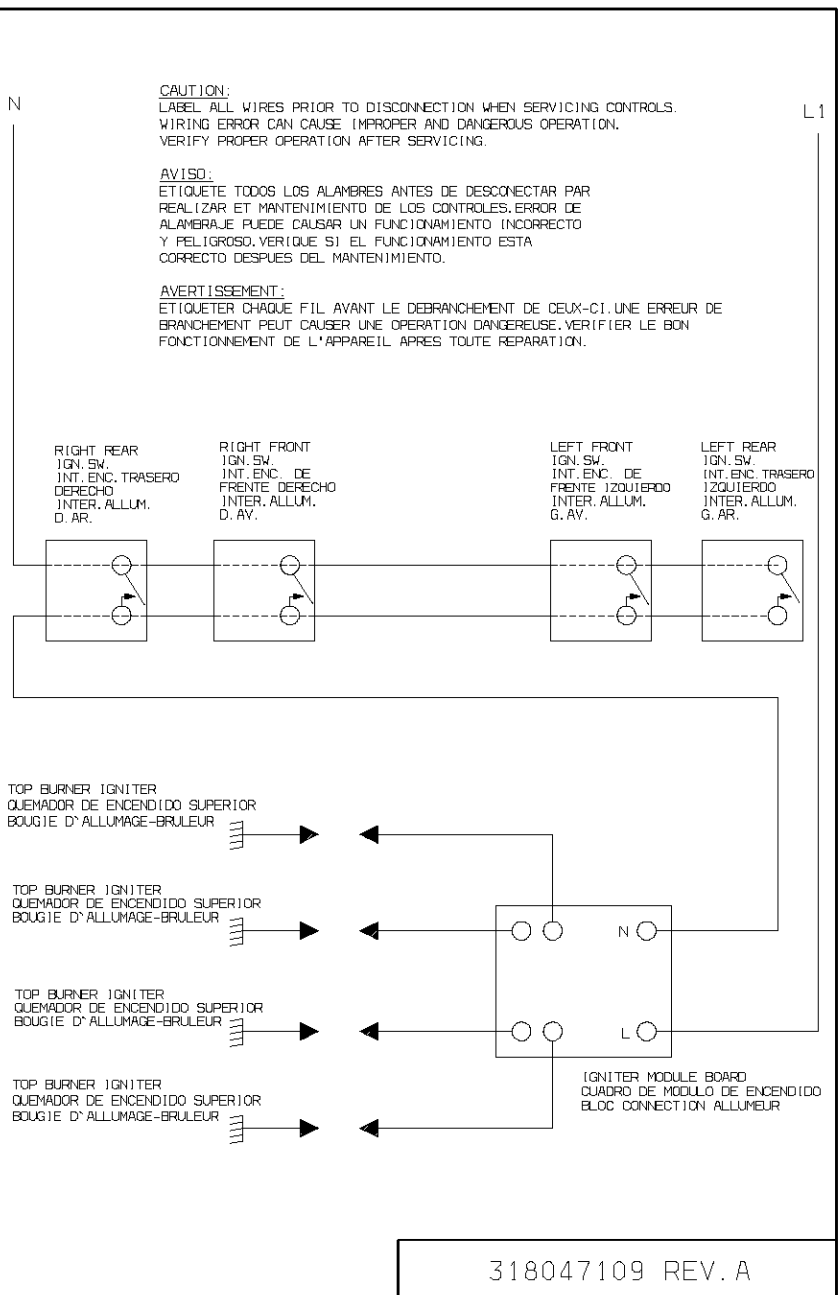 N
CAUTION:
LABEL ALL WIRES PRIOR TO DISCONNECTION WHEN SERVICING CONTROLS.
WIRING ERROR CAN CAUSE IMPROPER AND DANGEROUS OPERATION.
VERIFY PROPER OPERATION AFTER SERVICING.
L1
AVISO:
ETIQUETE TODOS LOS ALAMBRES ANTES DE DESCONECTAR PAR
REALIZAR ET MANTENIMIENTO DE LOS CONTROLES.ERROR DE
ALAMBRAJE PUEDE CAUSAR UN FUNCIONAMIENTO INCORRECTO
Y PELIGROSO.VERIQUE SI EL FUNCIONAMIENTO ESTA
CORRECTO DESPUES DEL MANTENIMIENTO.
AVERTISSEMENT:
ETIQUETER CHAQUE FIL AVANT LE DEBRANCHEMENT DE CEUX-CI.UNE ERREUR DE
BRANCHEMENT PEUT CAUSER UNE OPERATION DANGEREUSE.VERIFIER LE BON
FONCTIONNEMENT DE L'APPAREIL APRES TOUTE REPARATION.
RIGHT REAR
IGN.SW.
INT.ENC.TRASERO
DERECHO
INTER.ALLUM.
D.AR.
RIGHT FRONT
IGN.SW.
INT.ENC. DE
FRENTE DERECHO
INTER.ALLUM.
D.AV.
LEFT FRONT
IGN.SW.
INT.ENC. DE
FRENTE IZQUIERDO
INTER.ALLUM.
G.AV.
LEFT REAR
IGN.SW.
INT.ENC.TRASERO
IZQUIERDO
INTER.ALLUM.
G.AR.
TOP BURNER IGNITER
QUEMADOR DE ENCENDIDO SUPERIOR
BOUGIE D`ALLUMAGE-BRULEUR
TOP BURNER IGNITER
QUEMADOR DE ENCENDIDO SUPERIOR
BOUGIE D`ALLUMAGE-BRULEUR
N
TOP BURNER IGNITER
QUEMADOR DE ENCENDIDO SUPERIOR
BOUGIE D`ALLUMAGE-BRULEUR
L
TOP BURNER IGNITER
QUEMADOR DE ENCENDIDO SUPERIOR
BOUGIE D`ALLUMAGE-BRULEUR
IGNITER MODULE BOARD
CUADRO DE MODULO DE ENCENDIDO
BLOC CONNECTION ALLUMEUR
318047109 REV.A